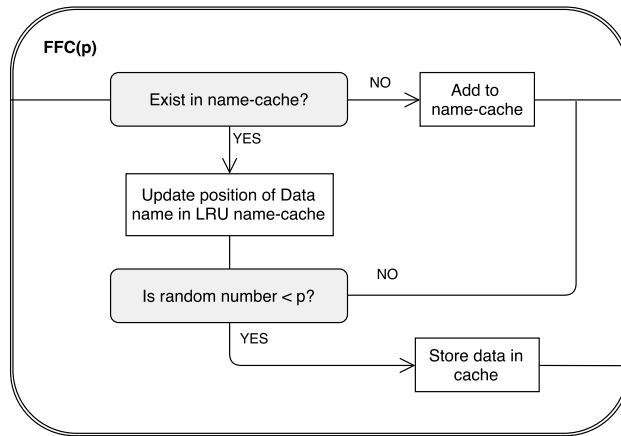 FFC(p)
Exist in name-cache?
NO
Add to
name-cache
YES
Update position of Data
name in LRU name-cache
Is random number < p?
NO
YES
Store data in
cache